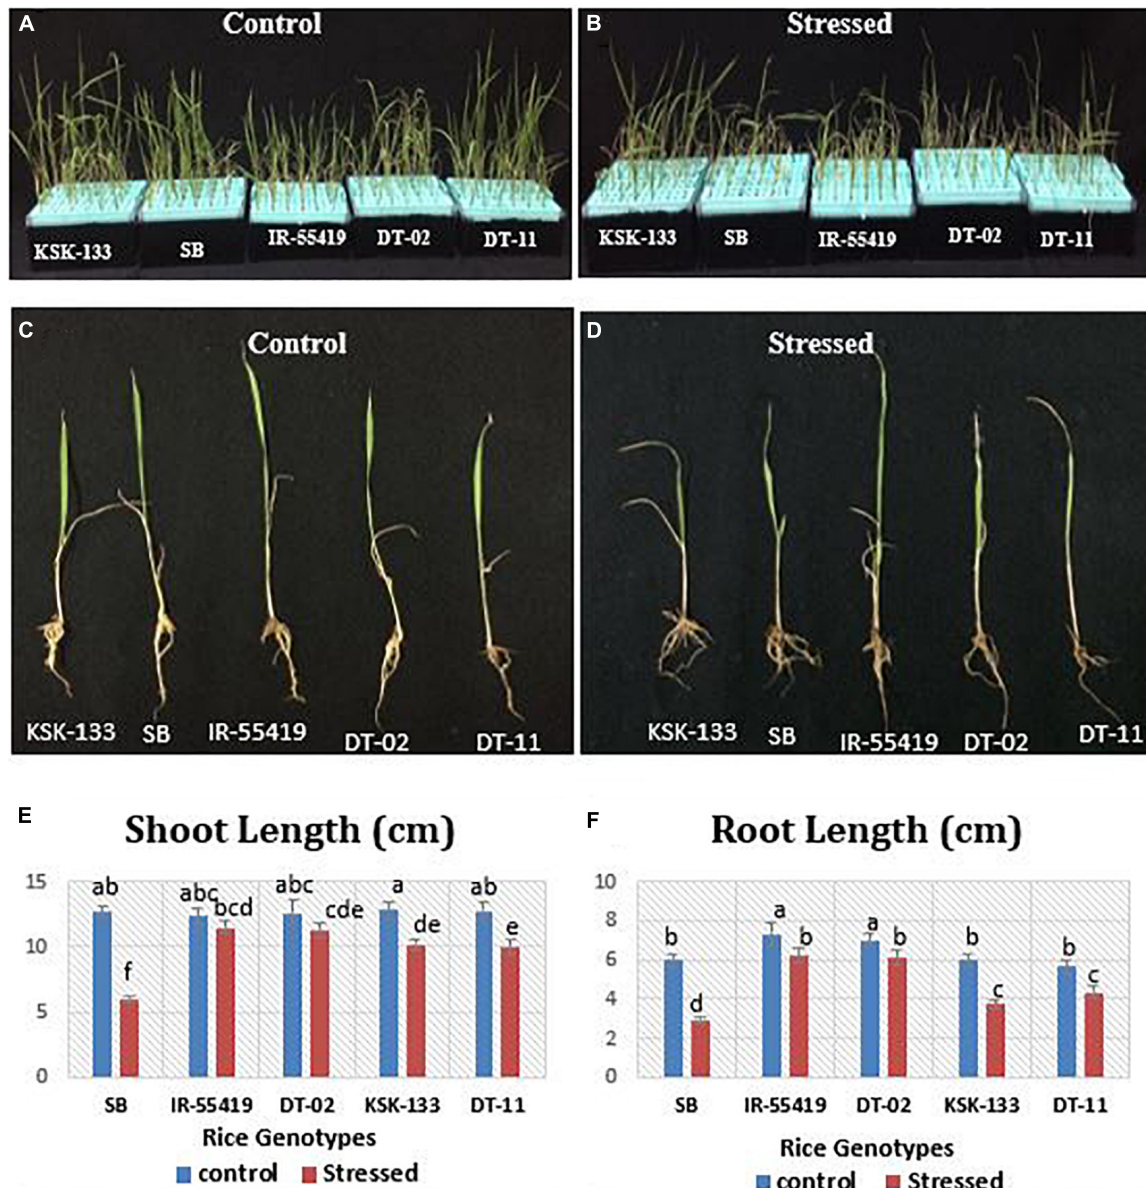 A Control
KSK-133 SB IR-55419 DT-02 DT-11
B Stressed
KSK-133 SB IR-55419 DT-02 DT-11
C Control
KSK-133 SB IR-55419 DT-02 DT-11
D Stressed
KSK-133 SB IR-55419 DT-02 DT-11
E
Shoot Length (cm)
15
10
5
0
ab f abc bcd abc cde a de ab e
SB IR-55419 DT-02 KSK-133 DT-11
Rice Genotypes
control Stressed
F
Root Length (cm)
10
8
6
4
2
0
b d a b a b b c b c
SB IR-55419 DT-02 KSK-133 DT-11
Rice Genotypes
control Stressed